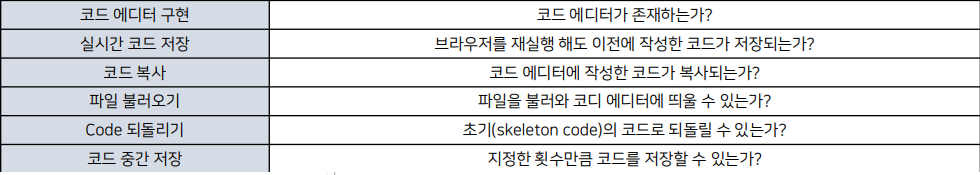 코드 에디터 구현 코드 에디터가 존재하는가?
실시간 코드 저장 브라우저를 재실행 해도 이전에 작성한 코드가 저장되는가?
코드 복사 코드 에디터에 작성한 코드가 복사되는가?
파일 불러오기 파일을 불러와 코디 에디터에 띄울 수 있는가?
Code 되돌리기 초기(skeleton code)의 코드로 되돌릴 수 있는가?
코드 중간 저장 지정한 횟수만큼 코드를 저장할 수 있는가?